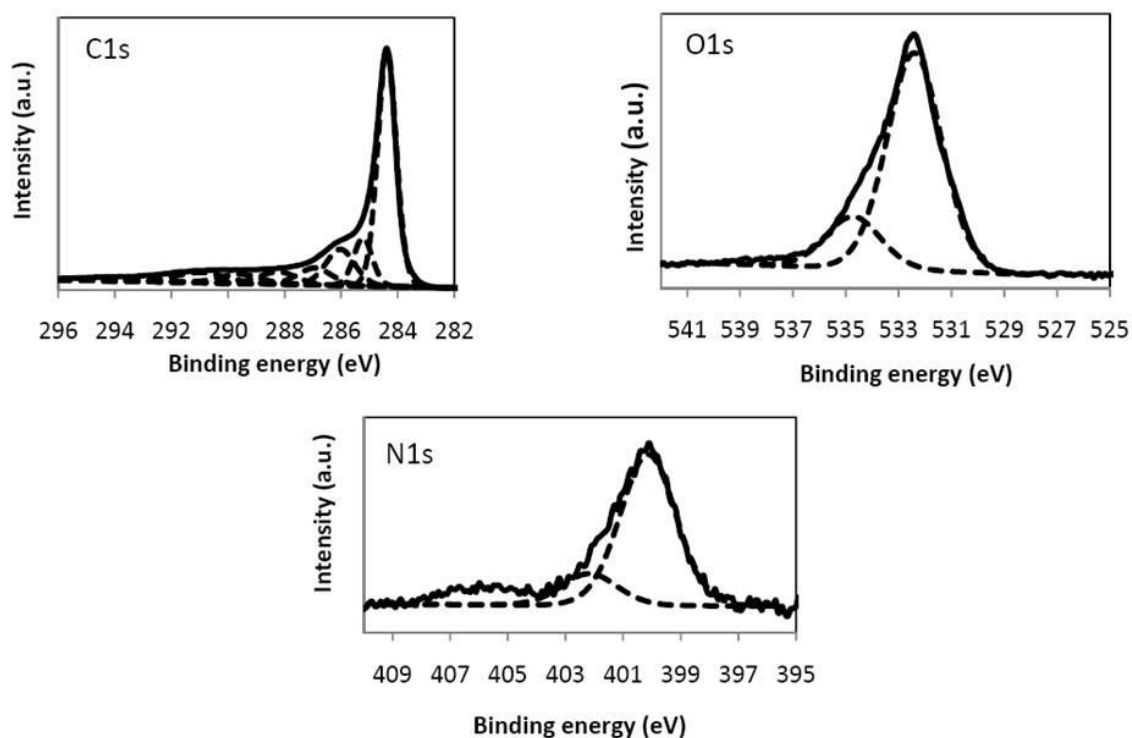 C1s
Intensity (a.u.)
296 294 292 290 288 286 284 282
Binding energy (eV)
O1s
Intensity (a.u.)
541 539 537 535 533 531 529 527 525
Binding energy (eV)
N1s
Intensity (a.u.)
409 407 405 403 401 399 397 395
Binding energy (eV)